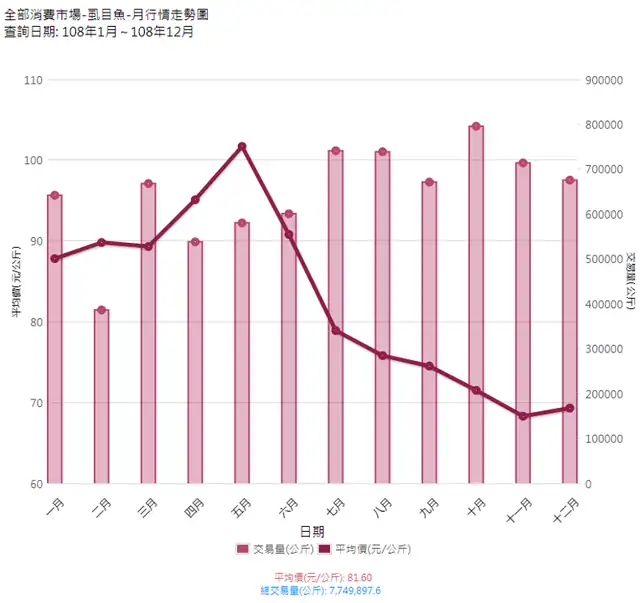 全部消費市場-虱目魚-月行情走勢圖
查詢日期: 108年1月~108年12月
110
100
90
80
70
60
平均價(元/公斤)
900000
800000
700000
600000
500000
400000
300000
200000
100000
0
交易量(公斤)
一月
二月
三月
四月
五月
六月
七月
八月
九月
十月
十一月
十二月
日期
交易量(公斤) 平均價(元/公斤)
平均價(元/公斤): 81.60
總交易量(公斤): 7,749,897.6